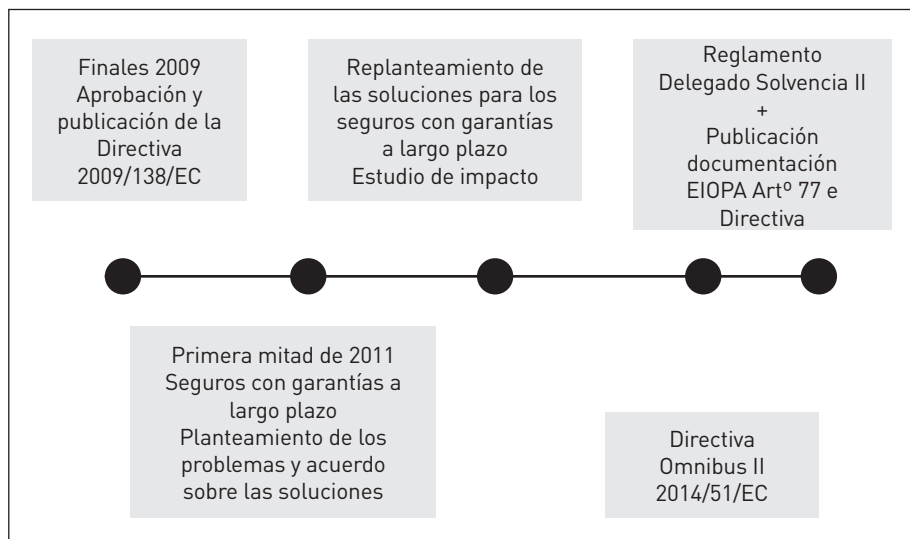 Finales 2009
Aprobación y
publicación de la
Directiva
2009/138/EC
Replanteamiento de
las soluciones para los
seguros con garantías
a largo plazo
Estudio de impacto
Reglamento
Delegado Solvencia II
+
Publicación
documentación
EIOPA Artº 77 e
Directiva
Primera mitad de 2011
Seguros con garantías a
largo plazo
Planteamiento de los
problemas y acuerdo
sobre las soluciones
Directiva
Omnibus II
2014/51/EC